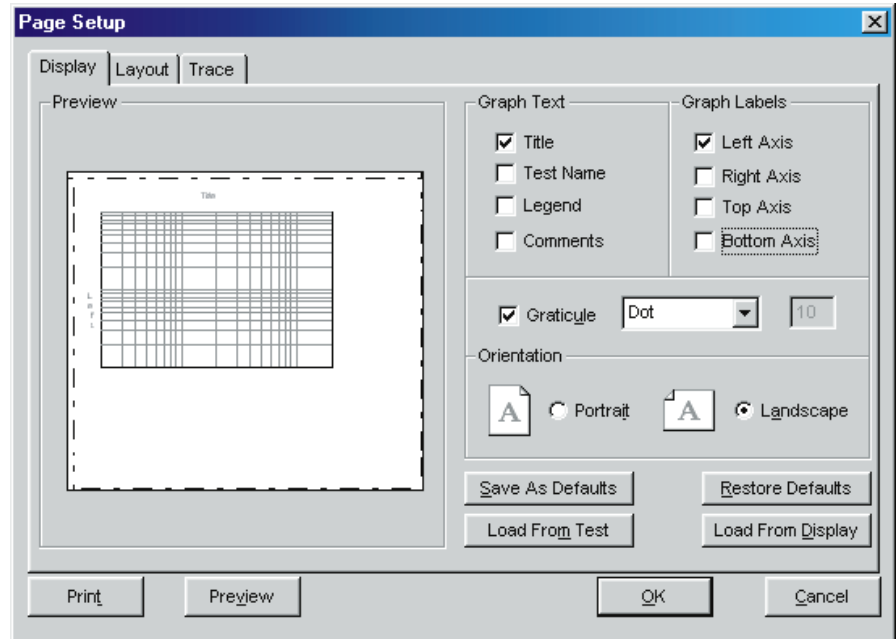 Page Setup
Display Layout Trace
Preview
Title
Left
Graph Text
Title
Test Name
Legend
Comments
Graph Labels
Left Axis
Right Axis
Top Axis
Bottom Axis
Graticule Dot 10
Orientation
A Portrait A Landscape
Save As Defaults Restore Defaults
Load From Test Load From Display
Print Preview OK Cancel